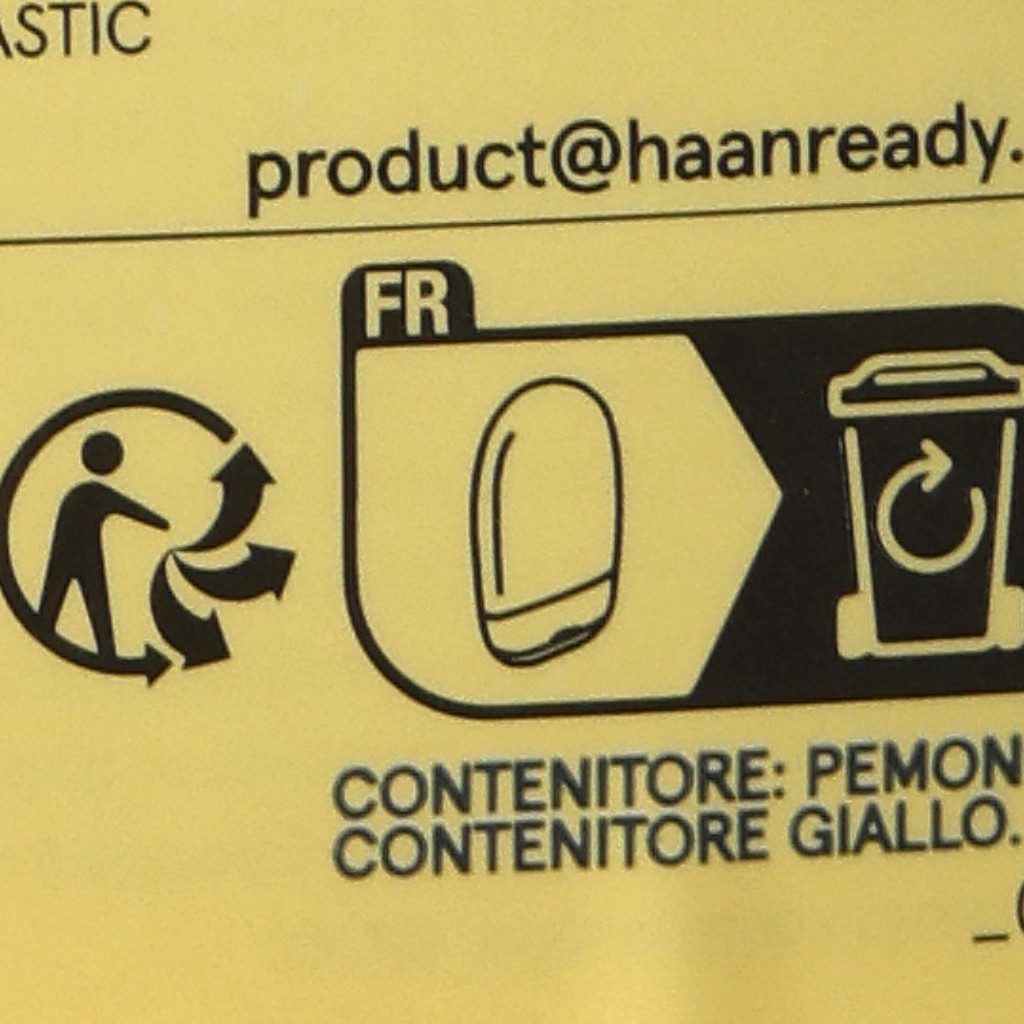 ASTIC
product@haanready.
FR
CONTENITORE: PEMON
CONTENITORE GIALLO.